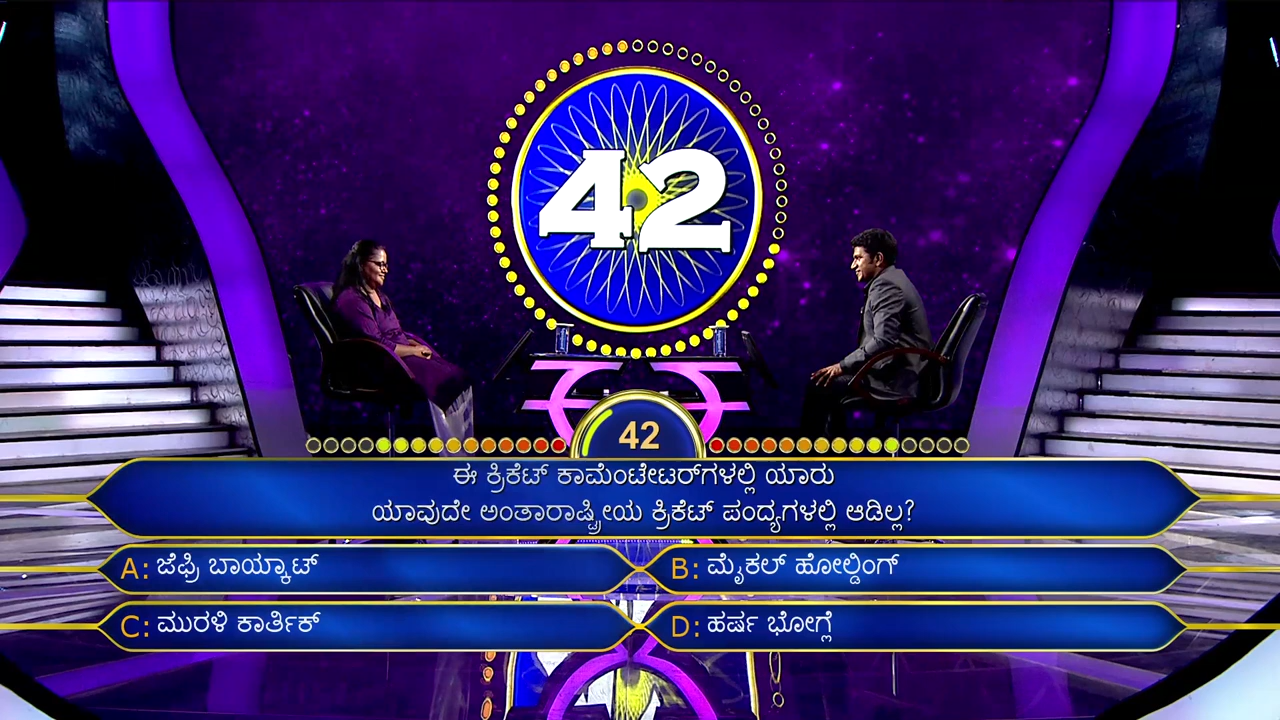 42
42
ಈ ಕ್ರಿಕೆಟ್ ಕಾಮೆಂಟೇಟರ್‌ಗಳಲ್ಲಿ ಯಾರು
ಯಾವುದೇ ಅಂತಾರಾಷ್ಟ್ರೀಯ ಕ್ರಿಕೆಟ್ ಪಂದ್ಯಗಳಲ್ಲಿ ಆಡಿಲ್ಲ?
A: ಜೆಫ್ರಿ ಬಾಯ್ಕಾಟ್
B: ಮೈಕಲ್ ಹೋಲ್ಡಿಂಗ್
C: ಮುರಳಿ ಕಾರ್ತಿಕ್
D: ಹರ್ಷ ಭೋಗ್ಲೆ